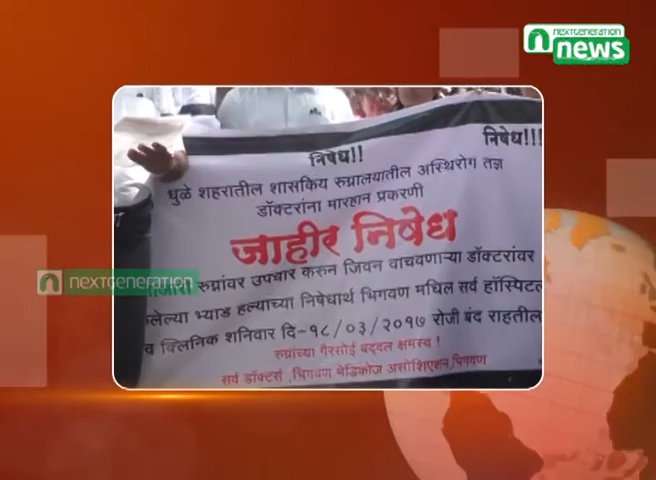 nextgeneration
news
निषेध!!!
निषेध!!
धुळे शहरातील शासकिय रुग्णालयातील अस्थिरोग तज्ञ
डॉक्टरांना मारहान प्रकरणी
जाहीर निषेध
रुग्नांवर उपचार करुन जिवन वाचवणाऱ्या डॉक्टरांवर
nextgeneration
केलेल्या भ्याड हल्याच्या निषेधार्थ भिगवण मधिल सर्व हॉस्पिटल
व क्लिनिक शनिवार दि-१८/०३/२०१७ रोजी बंद राहतील
रुग्नांच्या गैरसोई बद्दल क्षमस्व !
सर्व डॉक्टर्स ,भिगवण मेडिकोज असोशिएशन,भिगवण